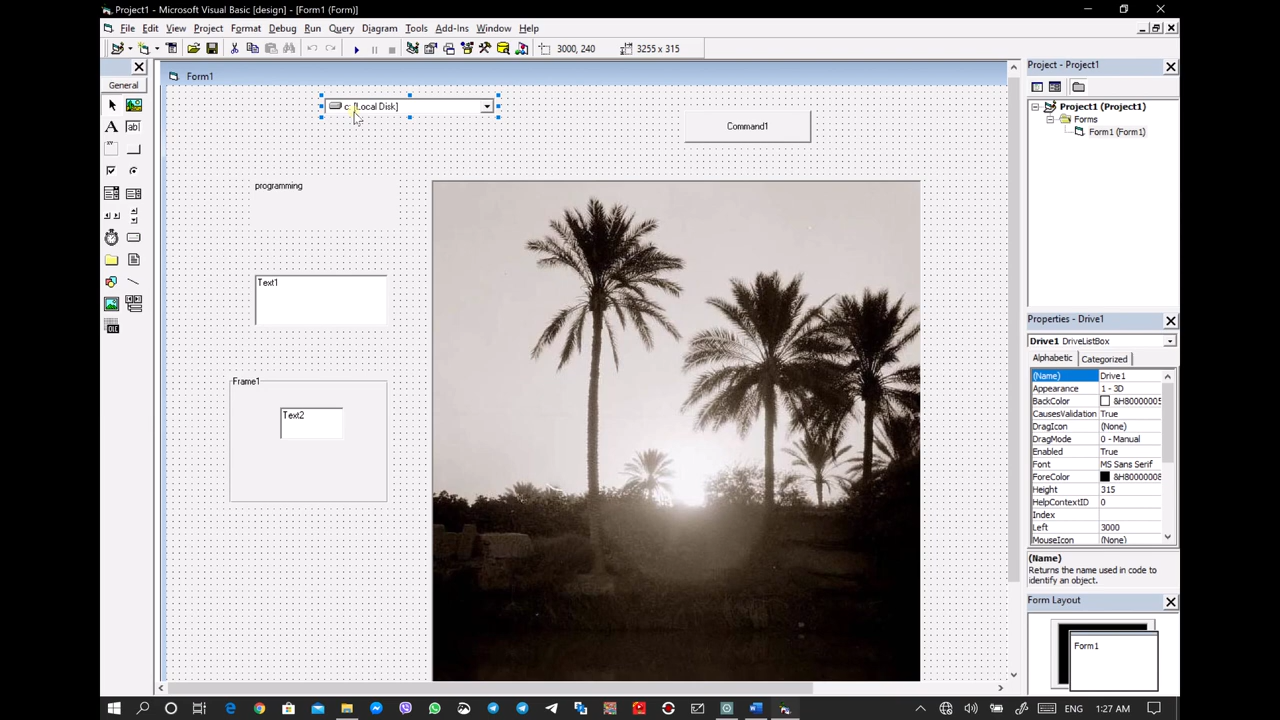 Project1 - Microsoft Visual Basic [design] - [Form1 (Form)]
File Edit View Project Format Debug Run Query Diagram Tools Add-Ins Window Help
3000, 240
3255 x 315
General
Form1
c: [Local Disk]
Command1
programming
Text1
Frame1
Text2
Project - Project1
Project1 (Project1)
Forms
Form1 (Form1)
Properties - Drive1
Drive1 DriveListBox
Alphabetic Categorized
(Name) Drive1
Appearance 1 - 3D
BackColor &H80000005
CausesValidation True
DragIcon (None)
DragMode 0 - Manual
Enabled True
Font MS Sans Serif
ForeColor &H80000008
Height 315
HelpContextID 0
Index
Left 3000
MouseIcon (None)
(Name)
Returns the name used in code to
identify an object.
Form Layout
Form1
ENG 1:27 AM